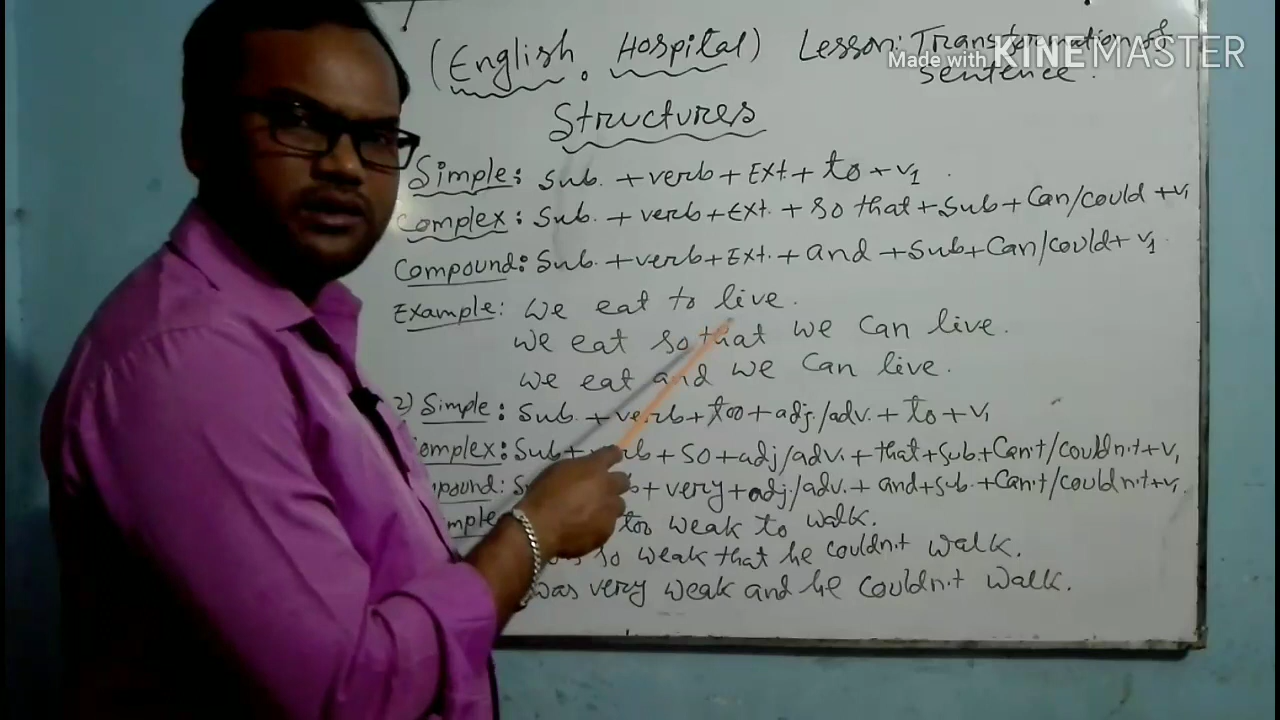 (English Hospital) Lesson: Transformation of
sentence.
Made with KINEMASTER
Structures
Simple: Sub. + verb + Ext + to + v1
Complex: Sub. + verb + Ext. + so that + Sub + Can/could + v1
Compound: Sub. + verb + Ext. + and + Sub + Can/could + v1
Example: We eat to live.
We eat so that we can live.
We eat and we can live.
2) Simple: Sub. + verb + too + adj./adv. + to + v1
omplex: Sub + rb + so + adj/adv. + that + sub + Can't/couldn't + v1
pound: + very + adj./adv. + and + sub. + Can't/couldn't + v1
mple too weak to walk.
so weak that he couldn't walk.
was very weak and he couldn't walk.